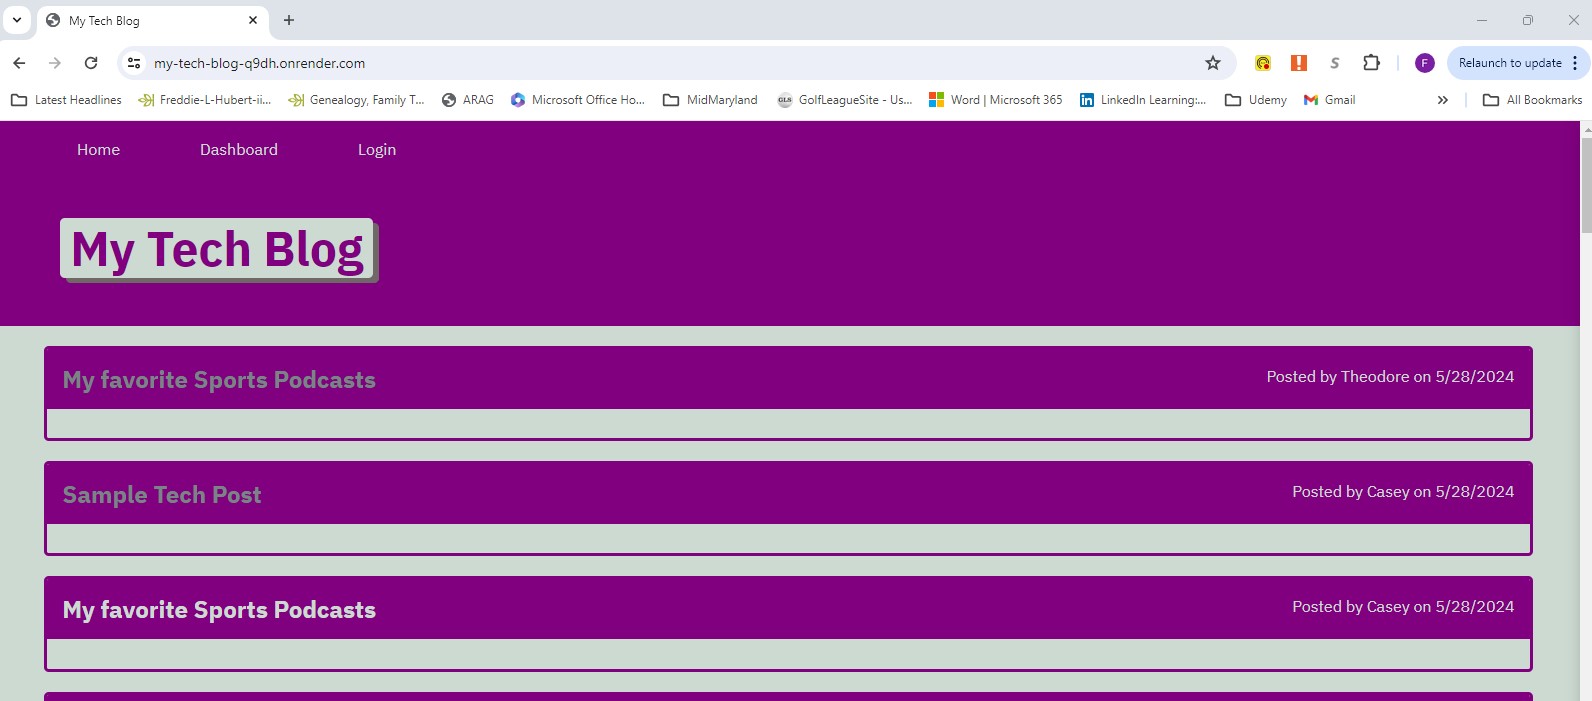 My Tech Blog
my-tech-blog-q9dh.onrender.com
S
F
Relaunch to update
Latest Headlines
Freddie-L-Hubert-ii...
Genealogy, Family T...
ARAG
Microsoft Office Ho...
MidMaryland
GLS
GolfLeagueSite - Us...
Word | Microsoft 365
in
LinkedIn Learning:...
Udemy
Gmail
All Bookmarks
Home
Dashboard
Login
My Tech Blog
My favorite Sports Podcasts
Posted by Theodore on 5/28/2024
Sample Tech Post
Posted by Casey on 5/28/2024
My favorite Sports Podcasts
Posted by Casey on 5/28/2024